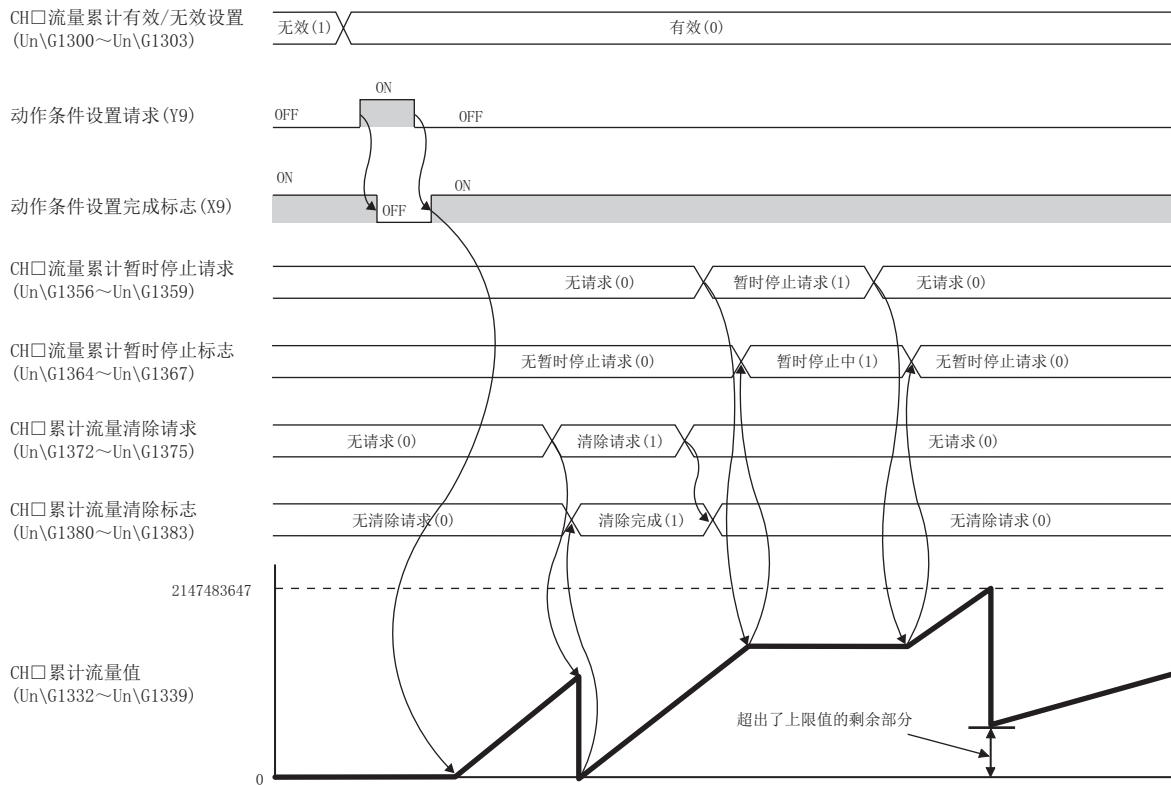 CH□流量累计有效/无效设置
(Un\G1300～Un\G1303)
无效(1)
有效(0)
动作条件设置请求(Y9)
OFF
ON
OFF
动作条件设置完成标志(X9)
ON
OFF
ON
CH□流量累计暂时停止请求
(Un\G1356～Un\G1359)
无请求(0)
暂时停止请求(1)
无请求(0)
CH□流量累计暂时停止标志
(Un\G1364～Un\G1367)
无暂时停止请求(0)
暂时停止中(1)
无暂时停止请求(0)
CH□累计流量清除请求
(Un\G1372～Un\G1375)
无请求(0)
清除请求(1)
无请求(0)
CH□累计流量清除标志
(Un\G1380～Un\G1383)
无清除请求(0)
清除完成(1)
无清除请求(0)
2147483647
CH□累计流量值
(Un\G1332～Un\G1339)
超出了上限值的剩余部分
0